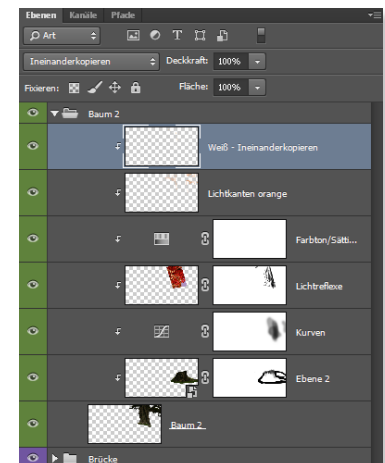 Ebenen Kanäle Pfade
Art
Ineinanderkopieren Deckkraft: 100%
Fixieren: Fläche: 100%
Baum 2
Weiß - Ineinanderkopieren
Lichtkanten orange
Farbton/Sätti...
Lichtreflexe
Kurven
Ebene 2
Baum 2
Brücke